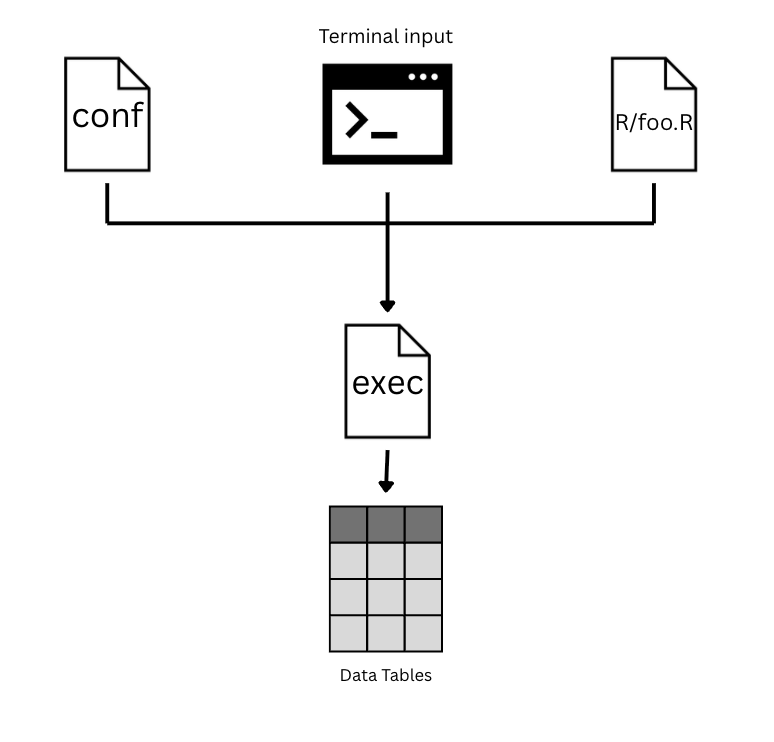 Terminal input
conf
>_
R/foo.R
exec
Data Tables